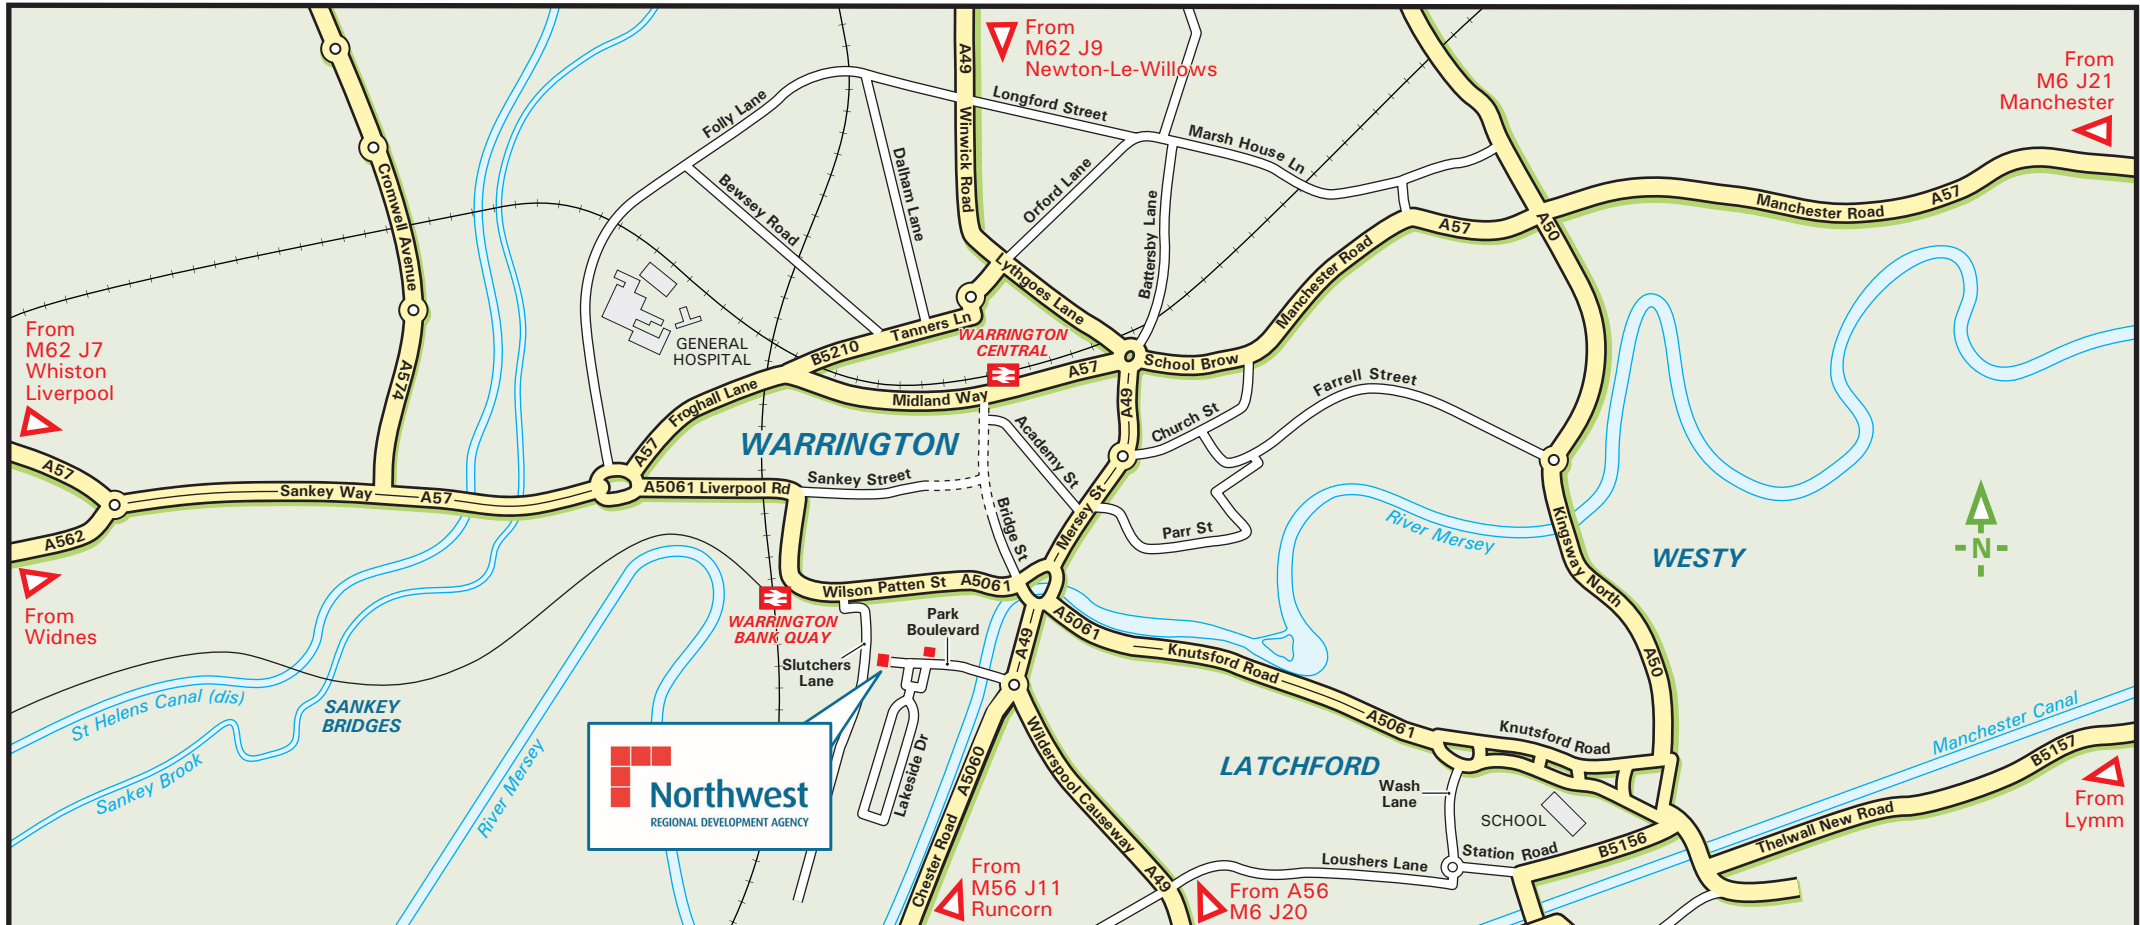 A49
From
M62 J9
Newton-Le-Willows
From
M6 J21
Manchester
Folly Lane
Longford Street
Winwick Road
Marsh House Ln
Dalham Lane
Orford Lane
Bewsey Road
Battersby Lane
Cromwell Avenue
A574
Manchester Road
A57
A57
A50
Manchester Road
Lythgoes Lane
GENERAL
HOSPITAL
Tanners Ln
B5210
WARRINGTON
CENTRAL
School Brow
A57
From
M62 J7
Whiston
Liverpool
Froghall Lane
A57
Midland Way
A49
Farrell Street
Church St
Academy St
WARRINGTON
A57
Sankey Way
A57
A5061 Liverpool Rd
Sankey Street
Bridge St
Mersey St
Parr St
River Mersey
Kingsway North
WESTY
N
A562
From
Widnes
Wilson Patten St
A5061
WARRINGTON
BANK QUAY
Park
Boulevard
Slutchers
Lane
A49
A5061
Knutsford Road
A50
St Helens Canal (dis)
SANKEY
BRIDGES
Sankey Brook
River Mersey
Northwest
REGIONAL DEVELOPMENT AGENCY
Lakeside Dr
A5060
Chester Road
Wilderspool Causeway
A49
A5061
Knutsford Road
LATCHFORD
Wash
Lane
SCHOOL
Manchester Canal
B5157
Thelwall New Road
From
Lymm
Loushers Lane
Station Road
B5156
From
M56 J11
Runcorn
From A56
M6 J20